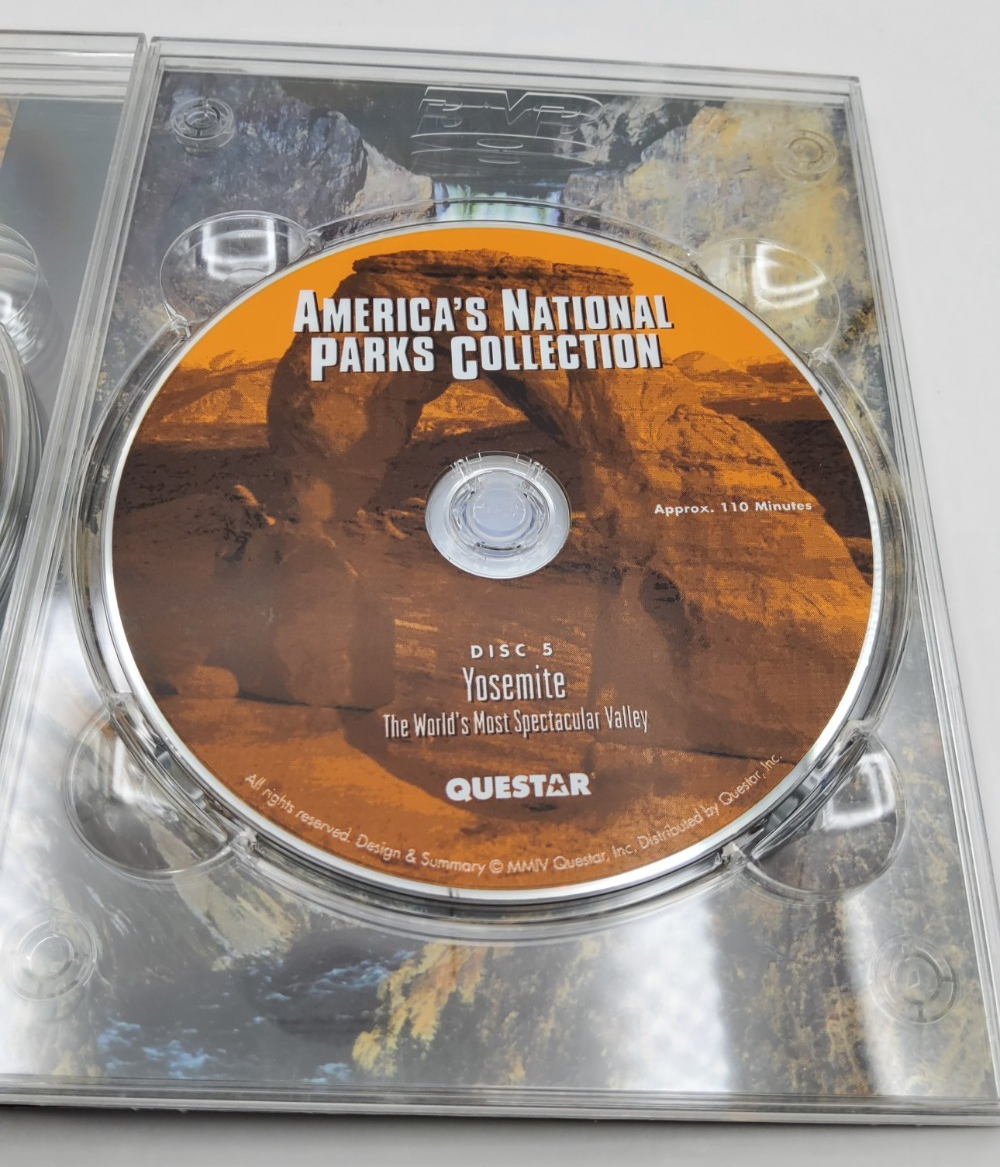 DVD
AMERICA'S NATIONAL
PARKS COLLECTION
Approx. 110 Minutes
DISC 5
Yosemite
The World's Most Spectacular Valley
QUESTAR
All rights reserved. Design & Summary © MMIV Questar, Inc. Distributed by Questar, Inc.